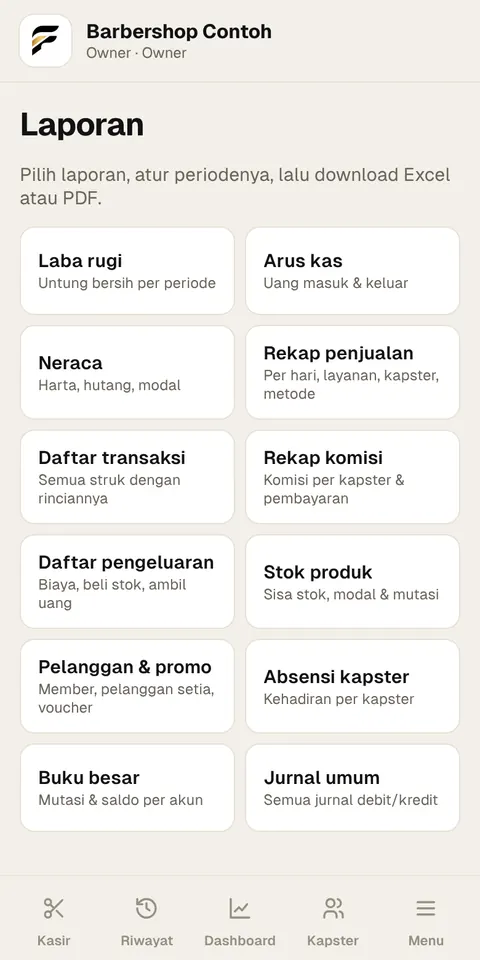 Barbershop Contoh
Owner · Owner
Laporan
Pilih laporan, atur periodenya, lalu download Excel
atau PDF.
Laba rugi
Untung bersih per periode
Arus kas
Uang masuk & keluar
Neraca
Harta, hutang, modal
Rekap penjualan
Per hari, layanan, kapster,
metode
Daftar transaksi
Semua struk dengan
rinciannya
Rekap komisi
Komisi per kapster &
pembayaran
Daftar pengeluaran
Biaya, beli stok, ambil
uang
Stok produk
Sisa stok, modal & mutasi
Pelanggan & promo
Member, pelanggan setia,
voucher
Absensi kapster
Kehadiran per kapster
Buku besar
Mutasi & saldo per akun
Jurnal umum
Semua jurnal debit/kredit
Kasir
Riwayat
Dashboard
Kapster
Menu